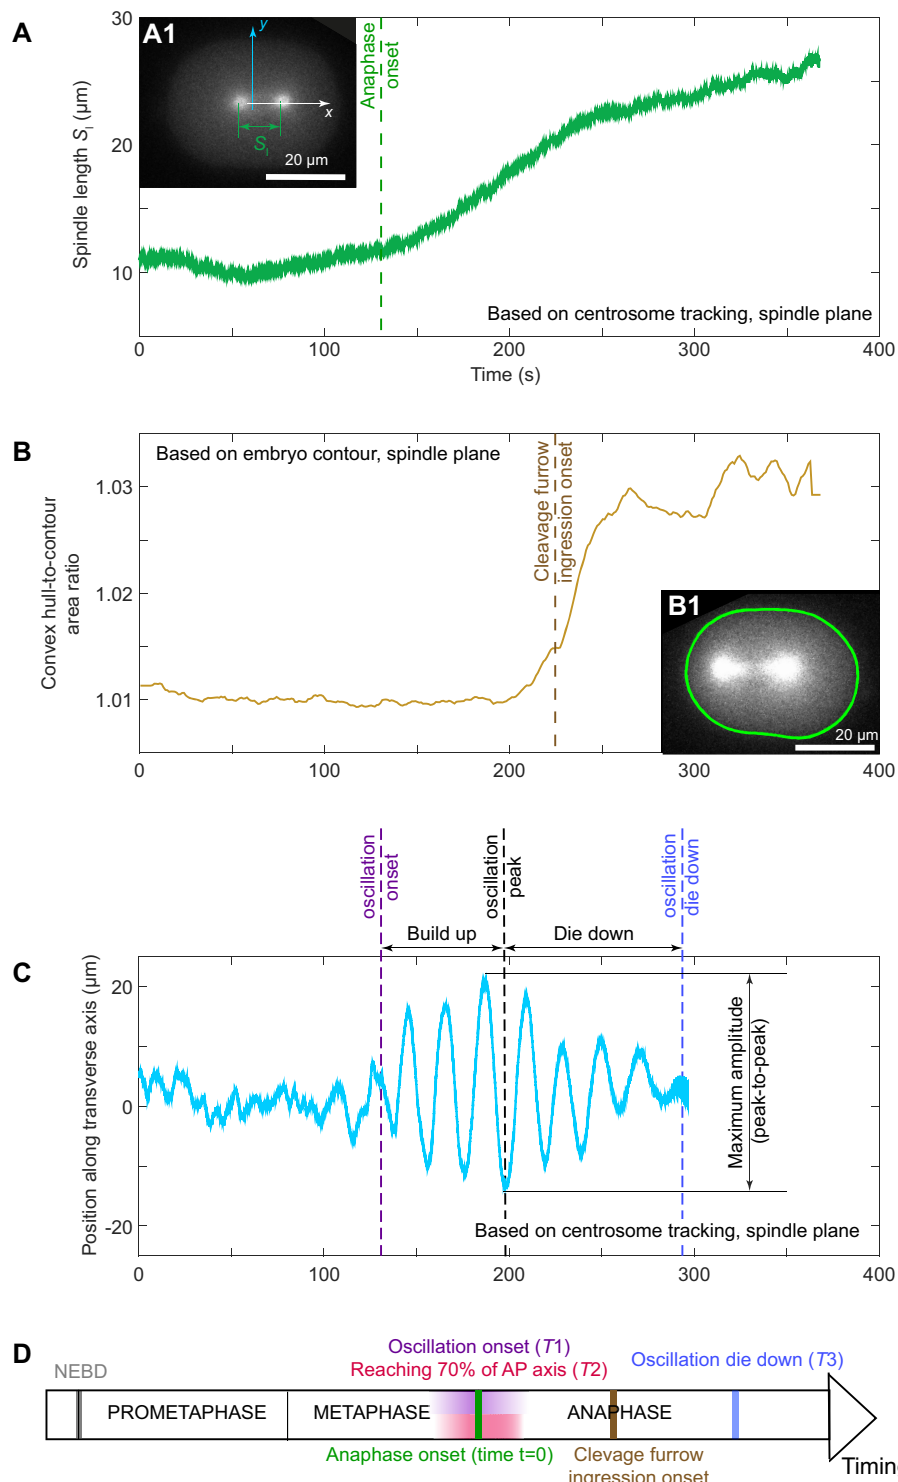 A
A1
y
x
Sl
20 µm
Anaphase
onset
Spindle length Sl (µm)
30
20
10
Based on centrosome tracking, spindle plane
0
100
200
300
400
Time (s)
B
Based on embryo contour, spindle plane
Cleavage furrow
ingression onset
Convex hull-to-contour
area ratio
1.03
1.02
1.01
B1
20 µm
0
100
200
300
400
oscillation
onset
oscillation
peak
oscillation
die down
Build up
Die down
C
Position along transverse axis (µm)
20
0
-20
Maximum amplitude
(peak-to-peak)
Based on centrosome tracking, spindle plane
0
100
200
300
400
D
Oscillation onset (T1)
Reaching 70% of AP axis (T2)
Oscillation die down (T3)
NEBD
PROMETAPHASE
METAPHASE
ANAPHASE
Anaphase onset (time t=0)
Clevage furrow
ingression onset
Timing